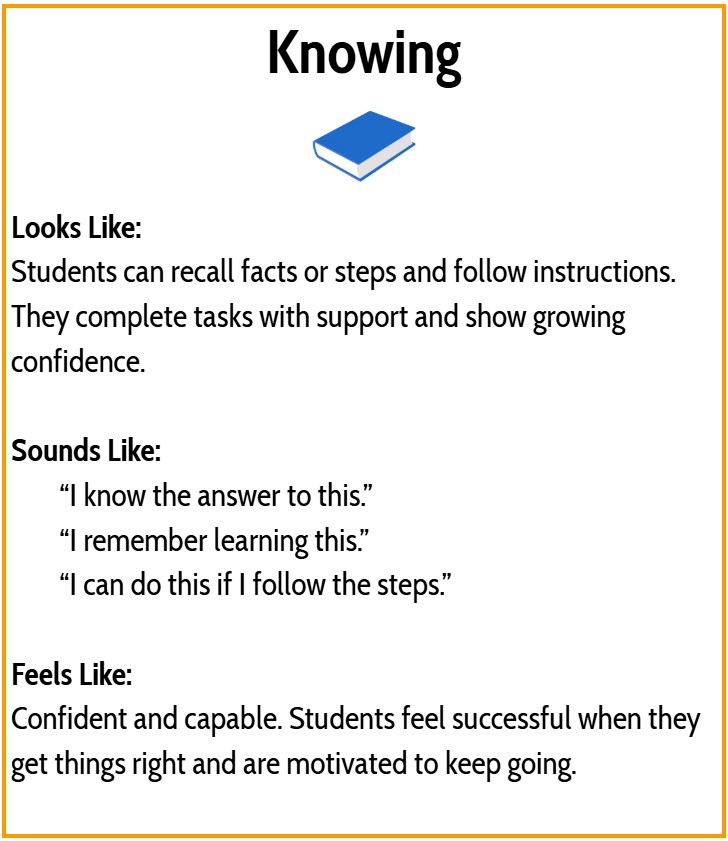 Knowing
Looks Like:
Students can recall facts or steps and follow instructions.
They complete tasks with support and show growing
confidence.
Sounds Like:
“I know the answer to this.”
“I remember learning this.”
“I can do this if I follow the steps.”
Feels Like:
Confident and capable. Students feel successful when they
get things right and are motivated to keep going.